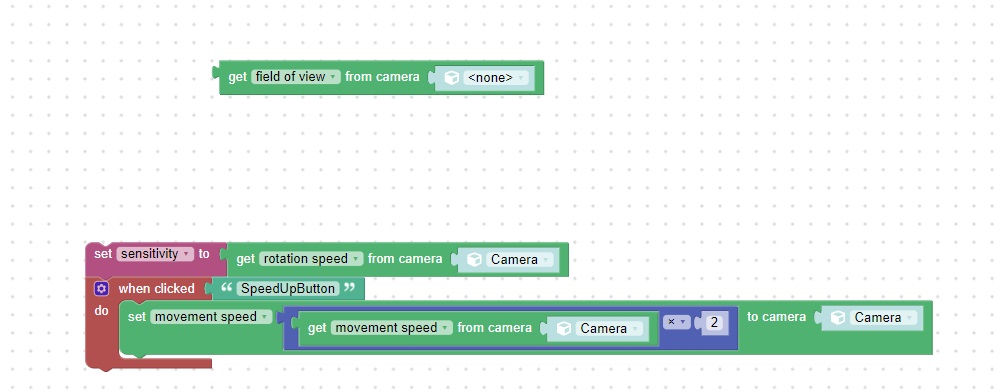 get field of view from camera <none>
set sensitivity to get rotation speed from camera Camera
when clicked “ SpeedUpButton ”
do set movement speed get movement speed from camera Camera × 2 to camera Camera